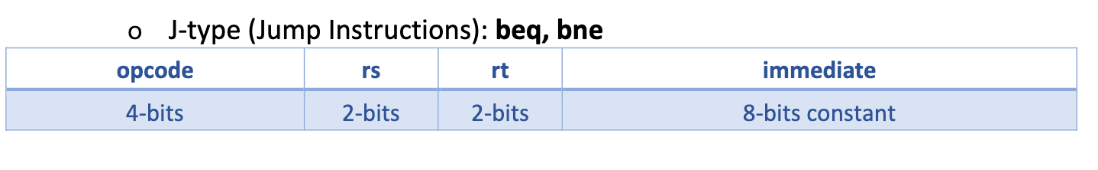 o J-type (Jump Instructions): beq, bne
opcode rs rt immediate
4-bits 2-bits 2-bits 8-bits constant